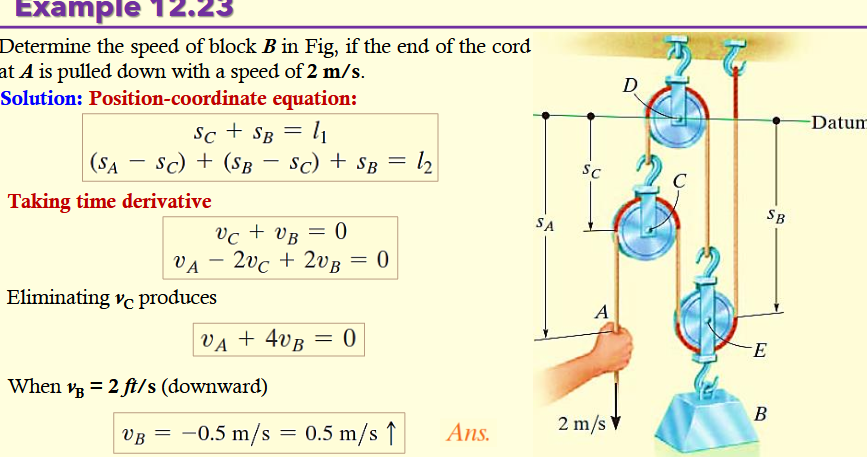 Example 12.23
Determine the speed of block B in Fig, if the end of the cord
at A is pulled down with a speed of 2 m/s.
Solution: Position-coordinate equation:
s_C + s_B = l_1
(s_A − s_C) + (s_B − s_C) + s_B = l_2
Taking time derivative
v_C + v_B = 0
v_A − 2v_C + 2v_B = 0
Eliminating v_C produces
v_A + 4v_B = 0
When v_B = 2 ft/s (downward)
v_B = −0.5 m/s = 0.5 m/s ↑
Ans.
D
Datum
s_C
C
s_A
s_B
A
E
2 m/s
B